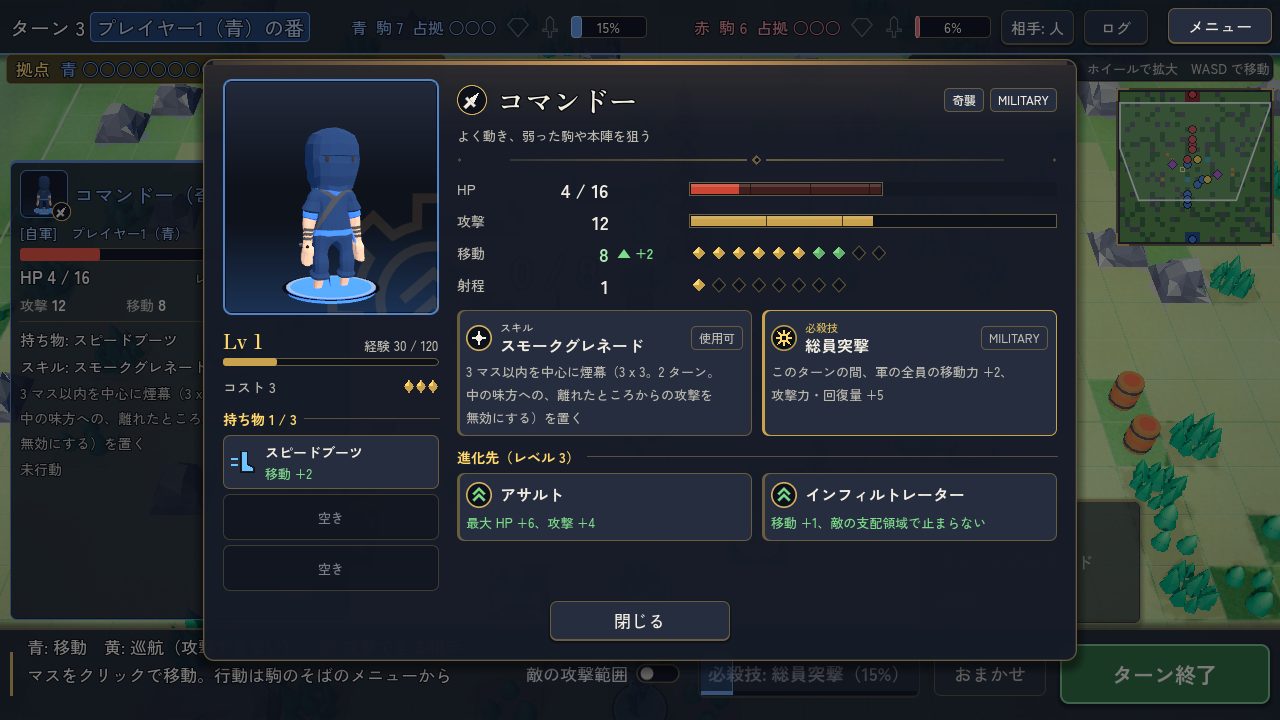 ターン 3 プレイヤー1（青）の番
青 駒 7 占拠 〇〇〇 15%
赤 駒 6 占拠 〇〇〇 6%
相手: 人
ログ
メニュー
拠点 青 〇〇〇〇〇〇〇
ホイールで拡大 WASD で移動
コマンドー
[自軍] プレイヤー1（青）
HP 4 / 16
攻撃 12 移動 8
持ち物: スピードブーツ
スキル: スモークグレネード
3 マス以内を中心に煙幕（3 x
中の味方への、離れたところ
無効にする）を置く
未行動
コマンドー
奇襲
MILITARY
よく動き、弱った駒や本陣を狙う
HP 4 / 16
攻撃 12
移動 8 ▲ +2
射程 1
Lv 1 経験 30 / 120
コスト 3
持ち物 1 / 3
スピードブーツ
移動 +2
空き
空き
スキル
スモークグレネード
使用可
3 マス以内を中心に煙幕（3 x 3。2 ターン。
中の味方への、離れたところからの攻撃を
無効にする）を置く
必殺技
総員突撃
MILITARY
このターンの間、軍の全員の移動力 +2、
攻撃力・回復量 +5
進化先（レベル 3）
アサルト
最大 HP +6、攻撃 +4
インフィルトレーター
移動 +1、敵の支配領域で止まらない
閉じる
青: 移動 黄: 巡航（攻撃
マスをクリックで移動。行動は駒のそばのメニューから
敵の攻撃範囲
必殺技: 総員突撃（15%）
おまかせ
ターン終了